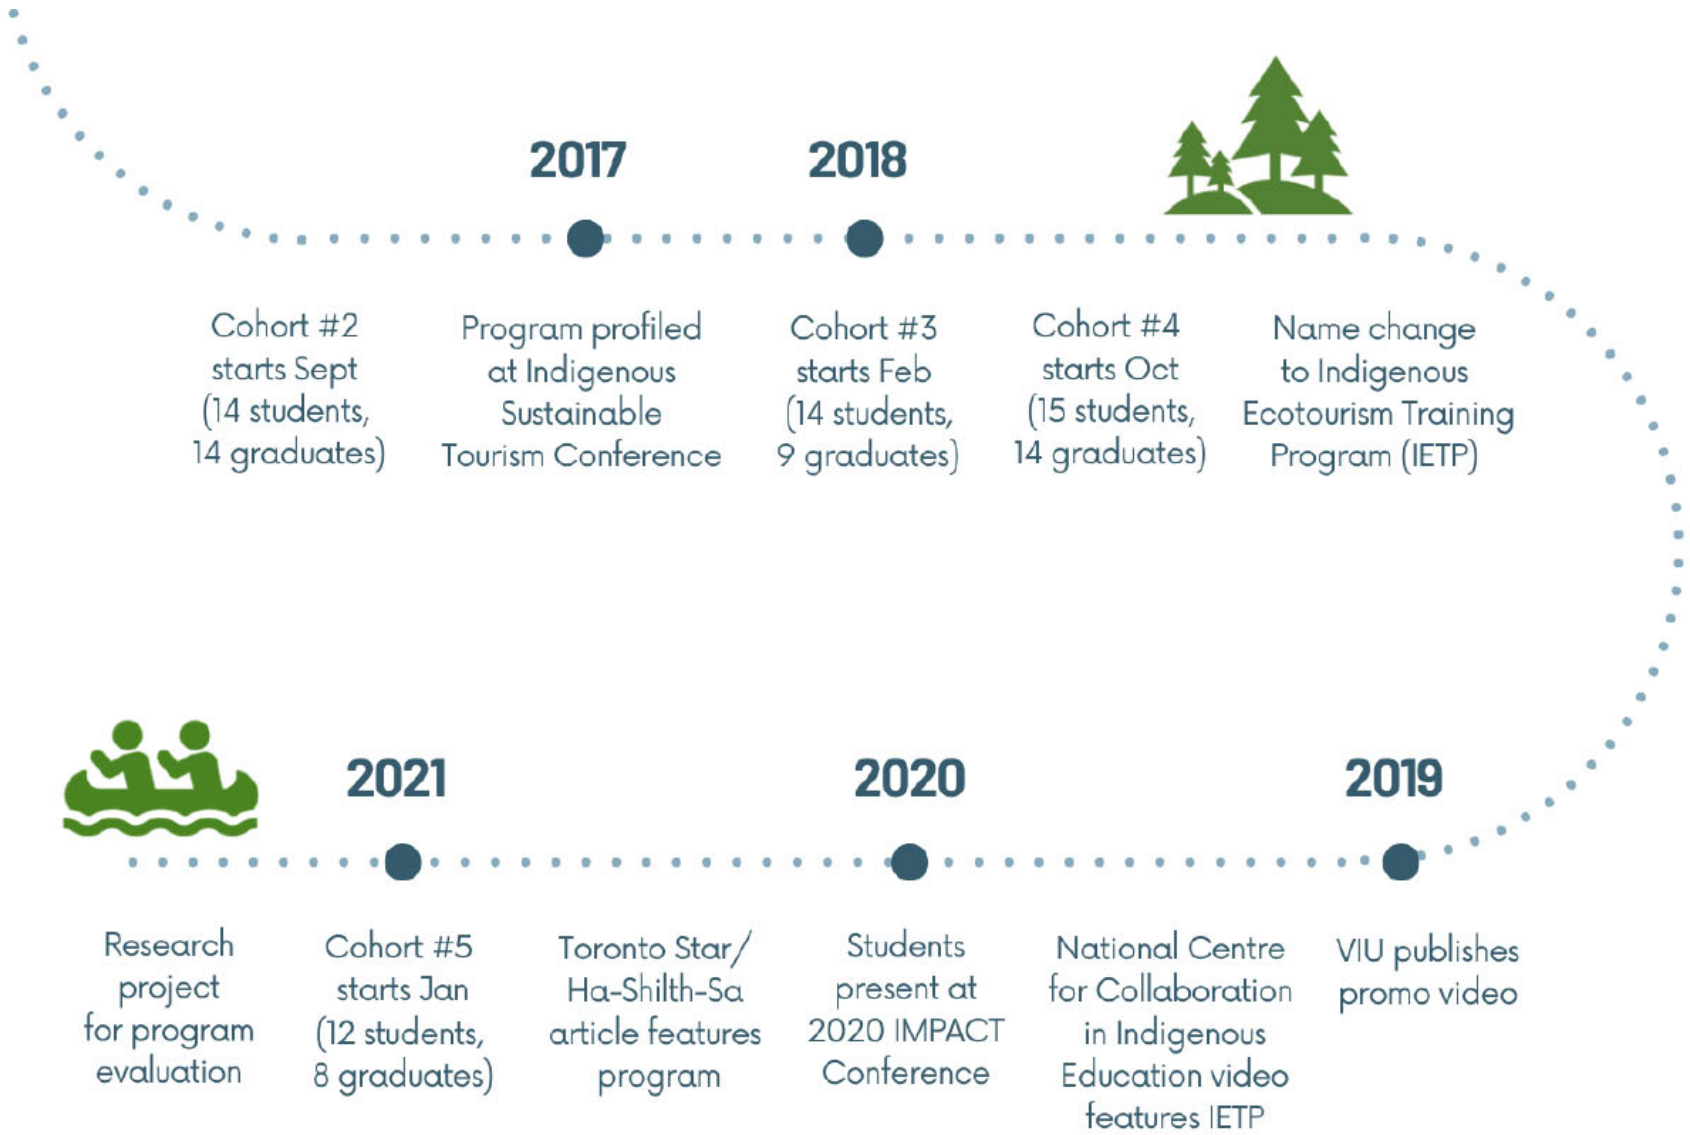 2017
2018
Cohort #2
starts Sept
(14 students,
14 graduates)
Program profiled
at Indigenous
Sustainable
Tourism Conference
Cohort #3
starts Feb
(14 students,
9 graduates)
Cohort #4
starts Oct
(15 students,
14 graduates)
Name change
to Indigenous
Ecotourism Training
Program (IETP)
2021
2020
2019
Research
project
for program
evaluation
Cohort #5
starts Jan
(12 students,
8 graduates)
Toronto Star/
Ha-Shilth-Sa
article features
program
Students
present at
2020 IMPACT
Conference
National Centre
for Collaboration
in Indigenous
Education video
features IETP
VIU publishes
promo video